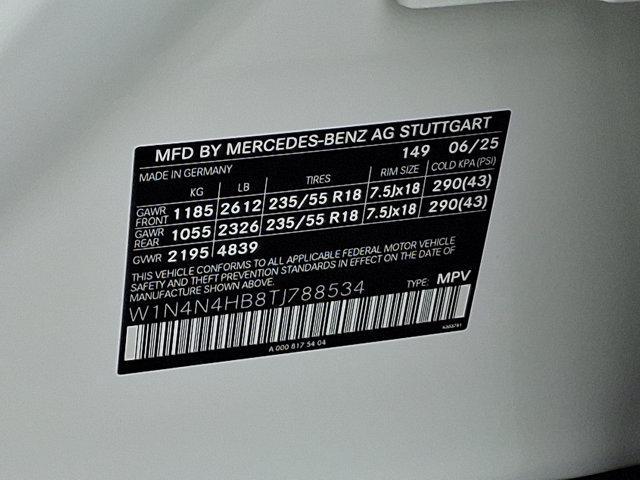 MFD BY MERCEDES-BENZ AG STUTTGART
MADE IN GERMANY 149 06/25
KG LB TIRES RIM SIZE COLD KPA (PSI)
GAWR FRONT 1185 2612 235/55 R18 7.5Jx18 290(43)
GAWR REAR 1055 2326 235/55 R18 7.5Jx18 290(43)
GVWR 2195 4839
THIS VEHICLE CONFORMS TO ALL APPLICABLE FEDERAL MOTOR VEHICLE
SAFETY AND THEFT PREVENTION STANDARDS IN EFFECT ON THE DATE
OF MANUFACTURE SHOWN ABOVE.
W1N4N4HB8TJ788534 TYPE: MPV
A 000 817 54 04